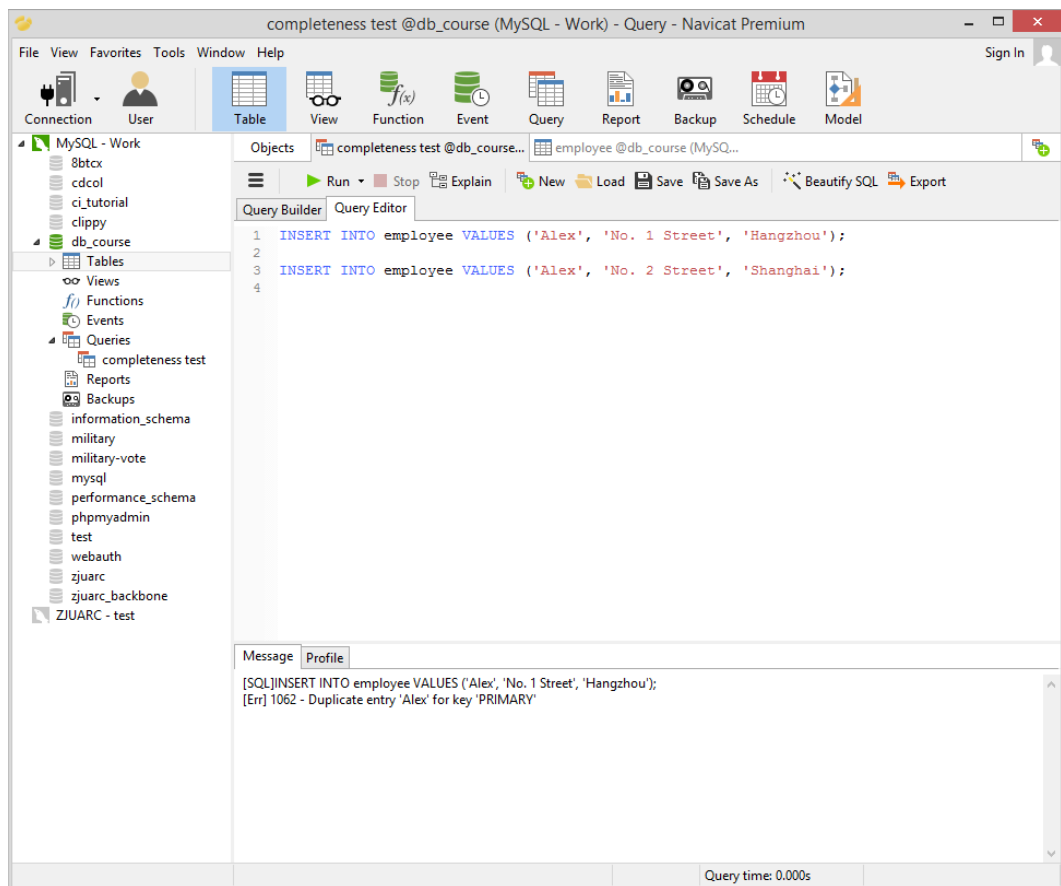 completeness test @db_course (MySQL - Work) - Query - Navicat Premium
File View Favorites Tools Window Help
Sign In
Connection User Table View Function Event Query Report Backup Schedule Model
MySQL - Work
8btcx
cdcol
ci_tutorial
clippy
db_course
Tables
Views
Functions
Events
Queries
completeness test
Reports
Backups
information_schema
military
military-vote
mysql
performance_schema
phpmyadmin
test
webauth
zjuarc
zjuarc_backbone
ZJUARC - test
Objects completeness test @db_course... employee @db_course (MySQ...
Run Stop Explain New Load Save Save As Beautify SQL Export
Query Builder Query Editor
1 INSERT INTO employee VALUES ('Alex', 'No. 1 Street', 'Hangzhou');
2
3 INSERT INTO employee VALUES ('Alex', 'No. 2 Street', 'Shanghai');
4
Message Profile
[SQL]INSERT INTO employee VALUES ('Alex', 'No. 1 Street', 'Hangzhou');
[Err] 1062 - Duplicate entry 'Alex' for key 'PRIMARY'
Query time: 0.000s